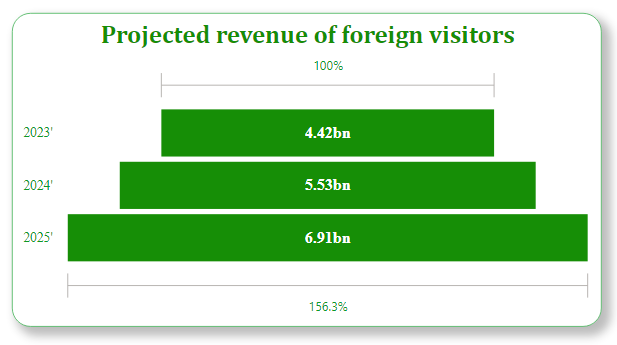 Projected revenue of foreign visitors
100%
2023' 4.42bn
2024' 5.53bn
2025' 6.91bn
156.3%